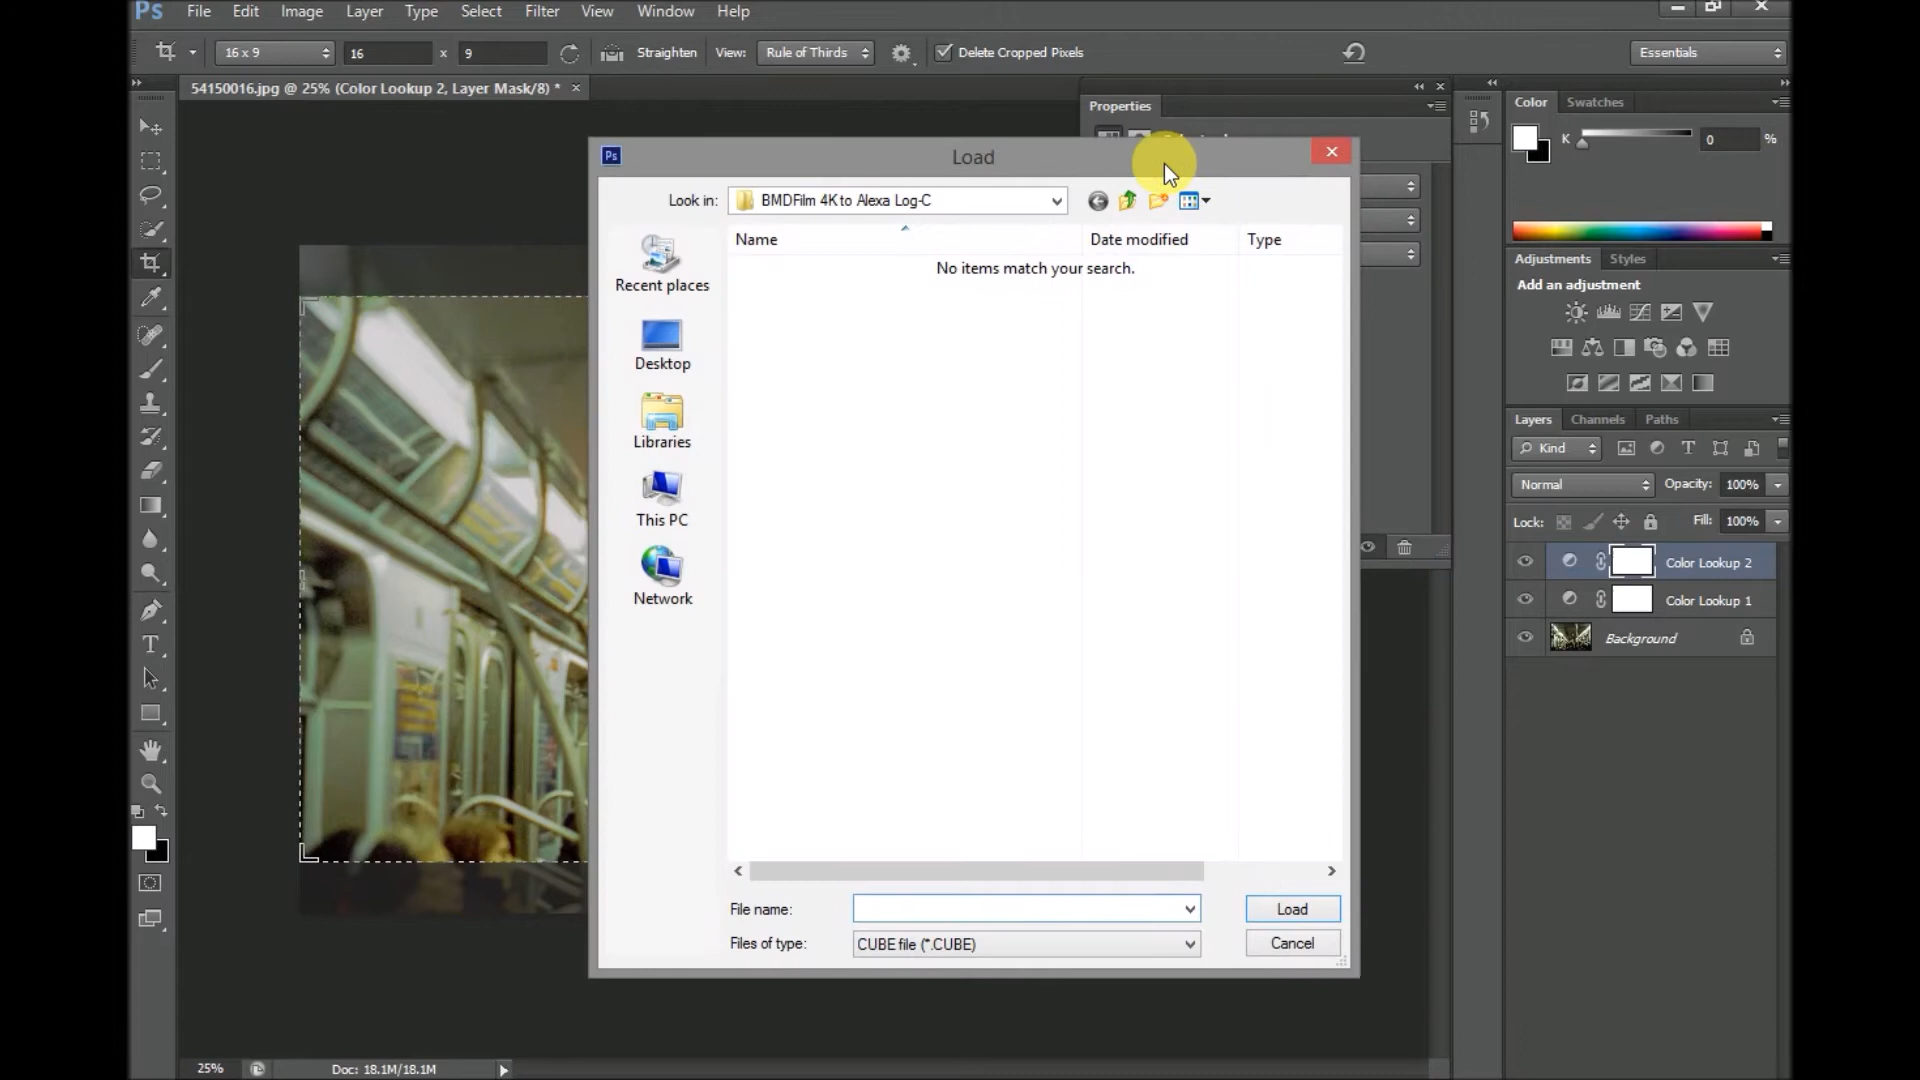 Ps File Edit Image Layer Type Select Filter View Window Help
16 x 9 16 x 9 Straighten View: Rule of Thirds Delete Cropped Pixels Essentials
54150016.jpg @ 25% (Color Lookup 2, Layer Mask/8) * ×
Properties
Color Swatches
K 0 %
Ps Load
Look in: BMDFilm 4K to Alexa Log-C
Name Date modified Type
No items match your search.
Recent places
Desktop
Libraries
This PC
Network
File name: Load
Files of type: CUBE file (*.CUBE) Cancel
Adjustments Styles
Add an adjustment
Layers Channels Paths
Kind
Normal Opacity: 100%
Lock: Fill: 100%
Color Lookup 2
Color Lookup 1
Background
25% Doc: 18.1M/18.1M